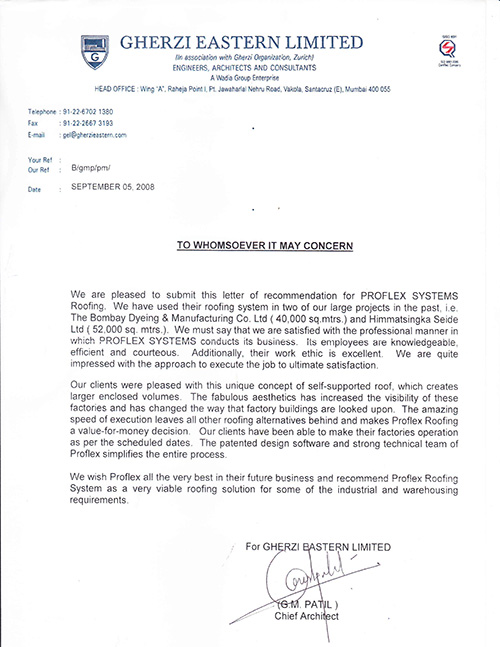 GHERZI EASTERN LIMITED
(In association with Gherzi Organization, Zurich)
ENGINEERS, ARCHITECTS AND CONSULTANTS
A Wadia Group Enterprise
HEAD OFFICE : Wing "A", Raheja Point I, Pt. Jawaharlal Nehru Road, Vakola, Santacruz (E), Mumbai 400 055
G
Telephone : 91-22-6702 1380
Fax : 91-22-2667 3193
E-mail : gel@gherzieastern.com
Your Ref :
Our Ref : B/gmp/pm/
Date : SEPTEMBER 05, 2008
TO WHOMSOEVER IT MAY CONCERN
We are pleased to submit this letter of recommendation for PROFLEX SYSTEMS
Roofing. We have used their roofing system in two of our large projects in the past, i.e.
The Bombay Dyeing & Manufacturing Co. Ltd ( 40,000 sq.mtrs.) and Himmatsingka Seide
Ltd ( 52,000 sq. mtrs.). We must say that we are satisfied with the professional manner in
which PROFLEX SYSTEMS conducts its business. Its employees are knowledgeable,
efficient and courteous. Additionally, their work ethic is excellent. We are quite
impressed with the approach to execute the job to ultimate satisfaction.
Our clients were pleased with this unique concept of self-supported roof, which creates
larger enclosed volumes. The fabulous aesthetics has increased the visibility of these
factories and has changed the way that factory buildings are looked upon. The amazing
speed of execution leaves all other roofing alternatives behind and makes Proflex Roofing
a value-for-money decision. Our clients have been able to make their factories operation
as per the scheduled dates. The patented design software and strong technical team of
Proflex simplifies the entire process.
We wish Proflex all the very best in their future business and recommend Proflex Roofing
System as a very viable roofing solution for some of the industrial and warehousing
requirements.
For GHERZI EASTERN LIMITED
(G.M. PATIL )
Chief Architect